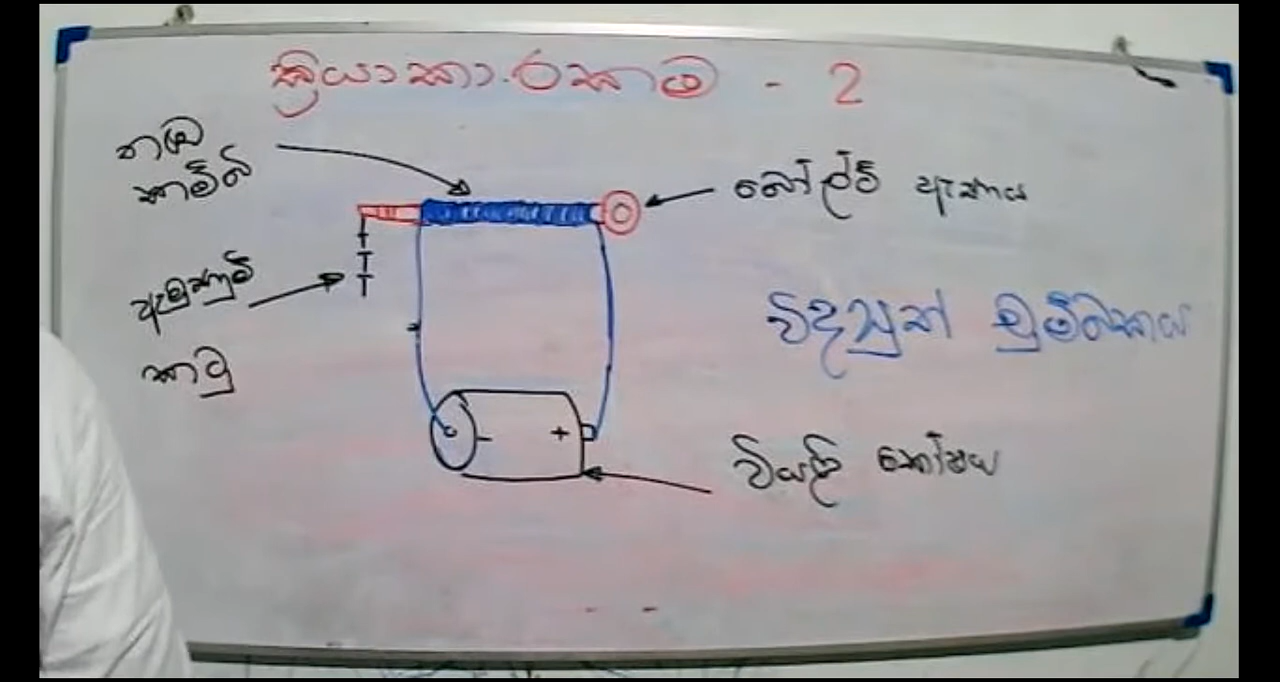 ක්‍රියාකාරකම - 2
තඹ
කම්බි
බෝල්ට් ඇණය
ඇමුණුම්
කටු
විද්‍යුත් චුම්බකය
- +
වියළි කෝෂය